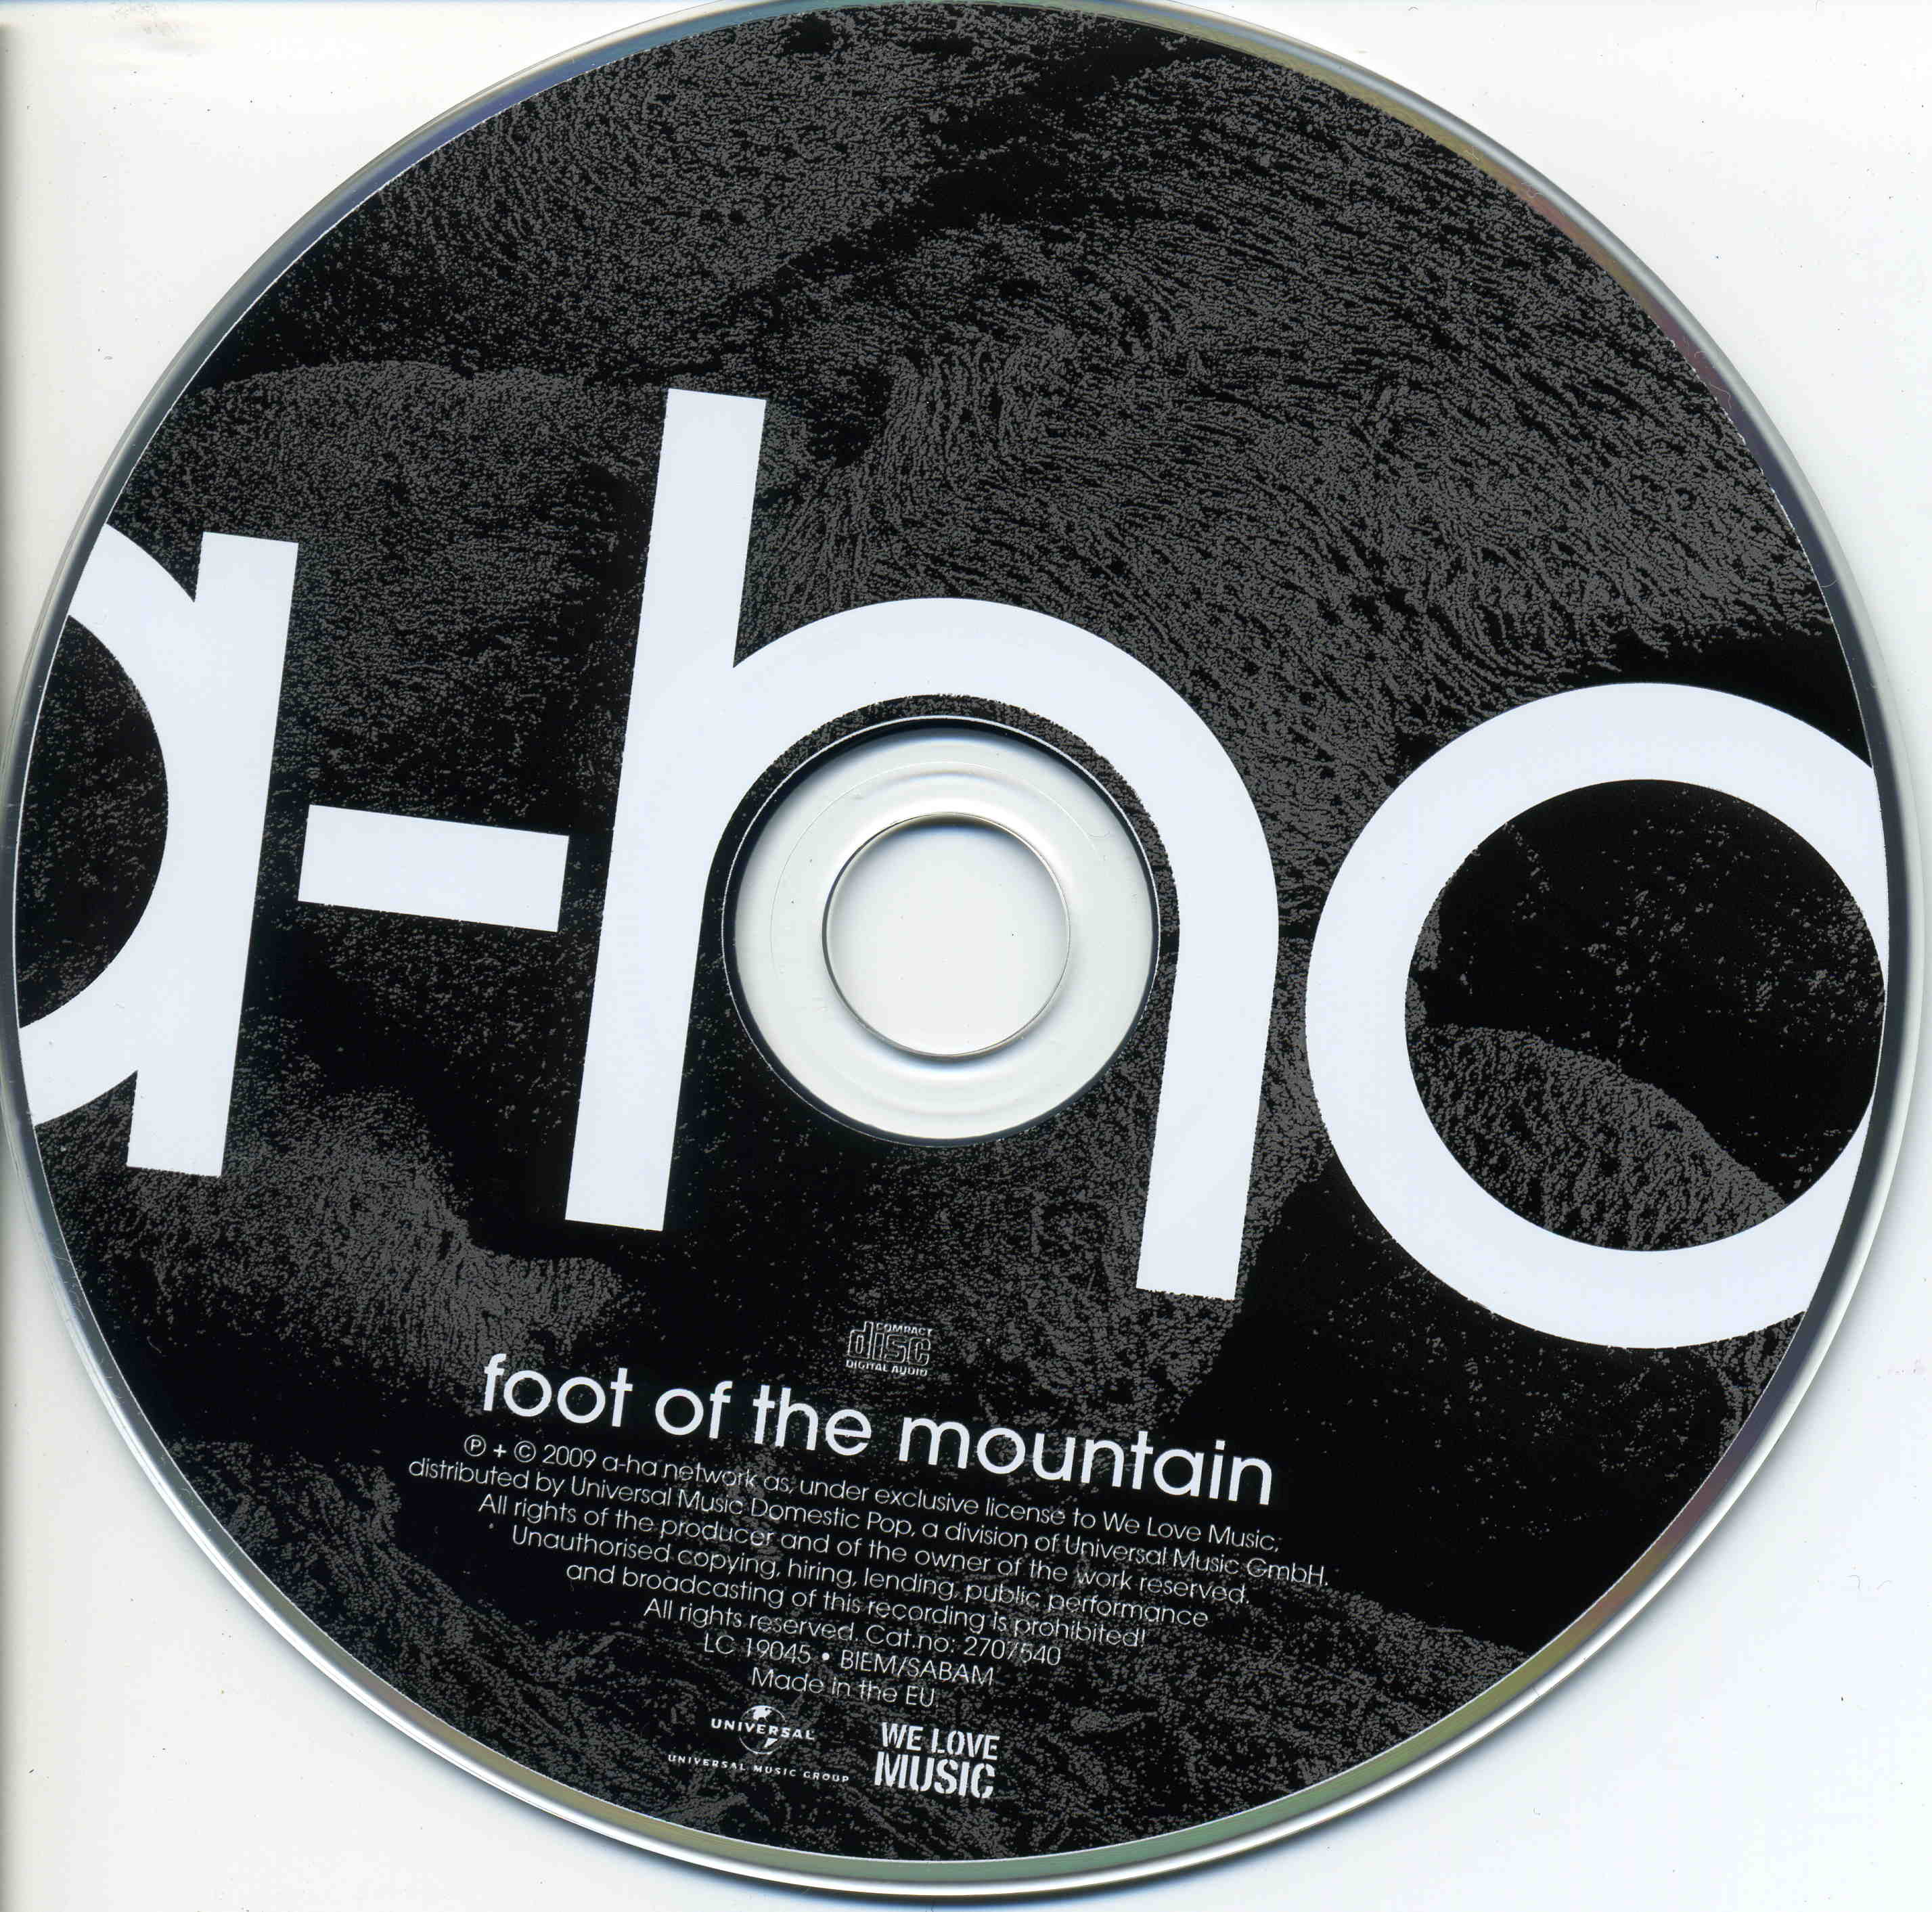 a-ha
COMPACT
disc
DIGITAL AUDIO
foot of the mountain
℗ + © 2009 a-ha network as, under exclusive license to We Love Music;
distributed by Universal Music Domestic Pop, a division of Universal Music GmbH.
All rights of the producer and of the owner of the work reserved.
Unauthorised copying, hiring, lending, public performance
and broadcasting of this recording is prohibited!
All rights reserved. Cat.no: 2707540
LC 19045 • BIEM/SABAM
Made in the EU
UNIVERSAL
UNIVERSAL MUSIC GROUP
WE LOVE
MUSIC